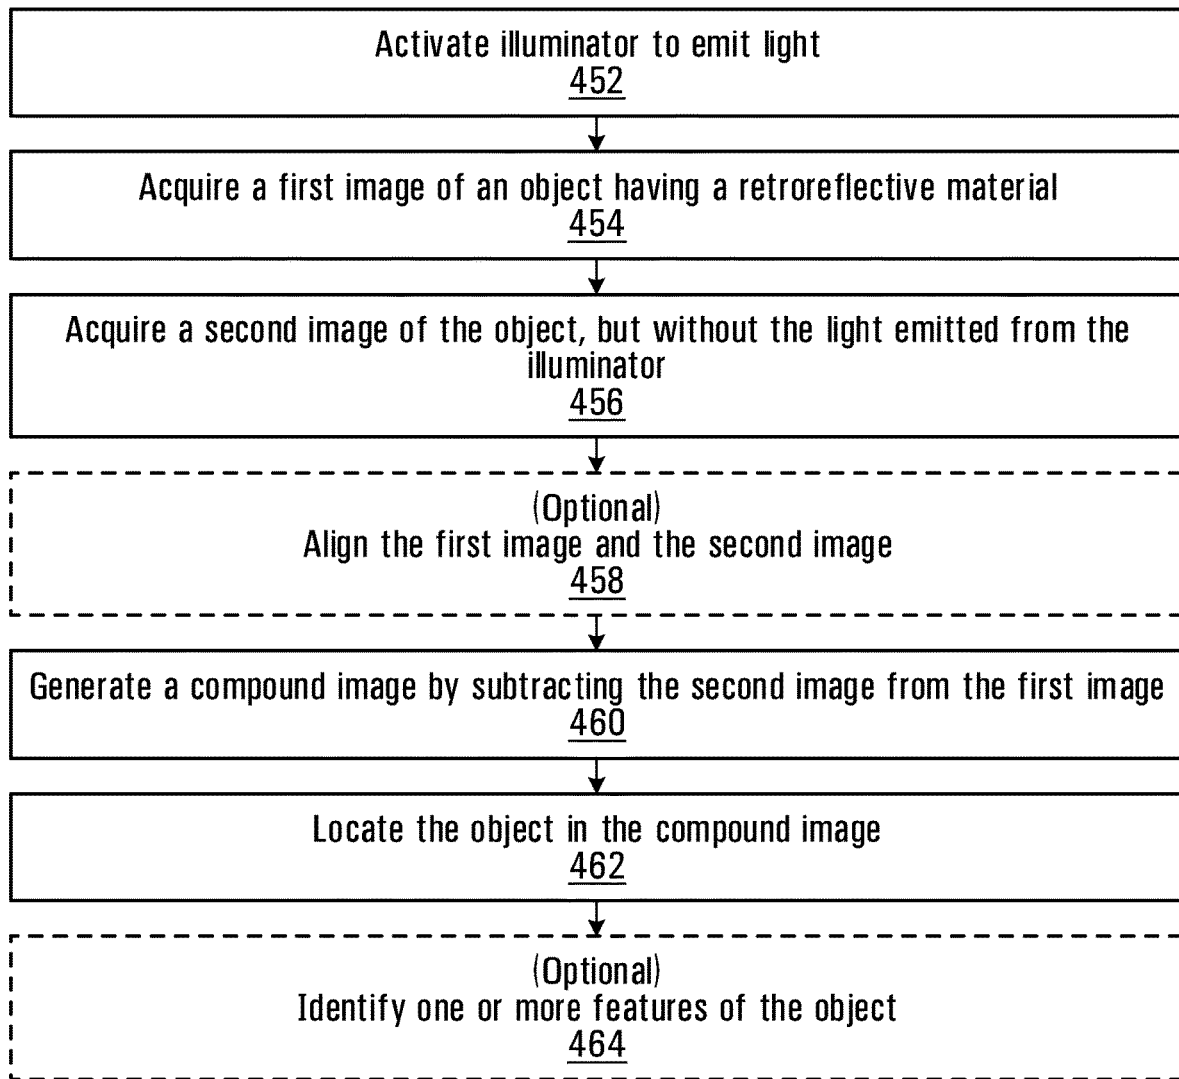 Activate illuminator to emit light
452
Acquire a first image of an object having a retroreflective material
454
Acquire a second image of the object, but without the light emitted from the
illuminator
456
(Optional)
Align the first image and the second image
458
Generate a compound image by subtracting the second image from the first image
460
Locate the object in the compound image
462
(Optional)
Identify one or more features of the object
464